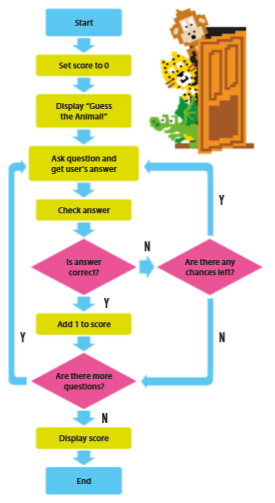 Start
Set score to 0
Display “Guess
the Animal!”
Ask question and
get user’s answer
Check answer
Is answer
correct?
N
Are there any
chances left?
Y
Y
Add 1 to score
N
Y
Are there more
questions?
N
Display score
End